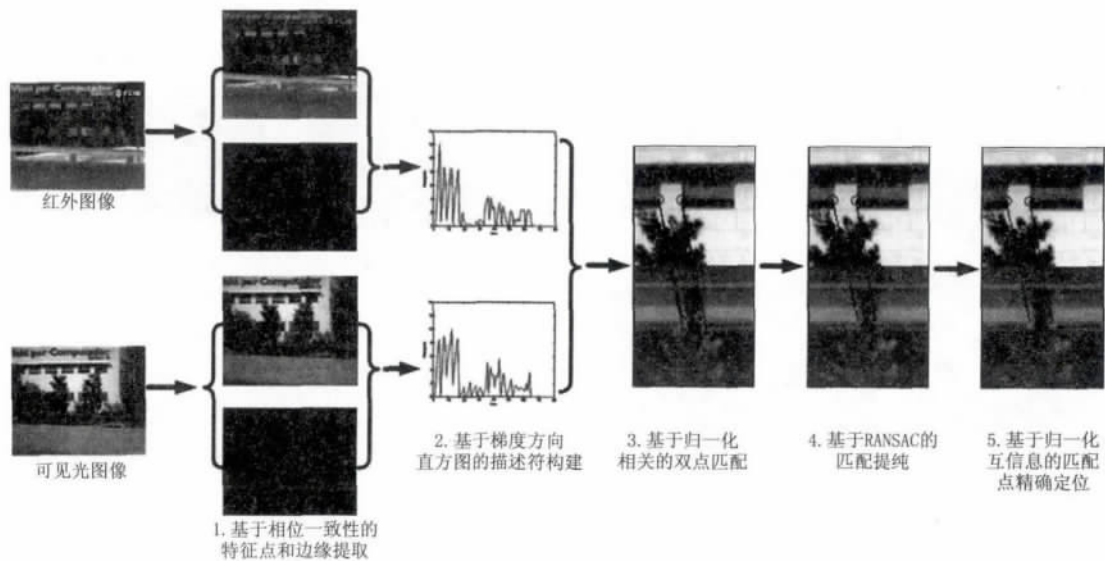 红外图像
可见光图像
1.基于相位一致性的
特征点和边缘提取
2.基于梯度方向
直方图的描述符构建
3.基于归一化
相关的双点匹配
4.基于RANSAC的
匹配提纯
5.基于归一化
互信息的匹配
点精确定位